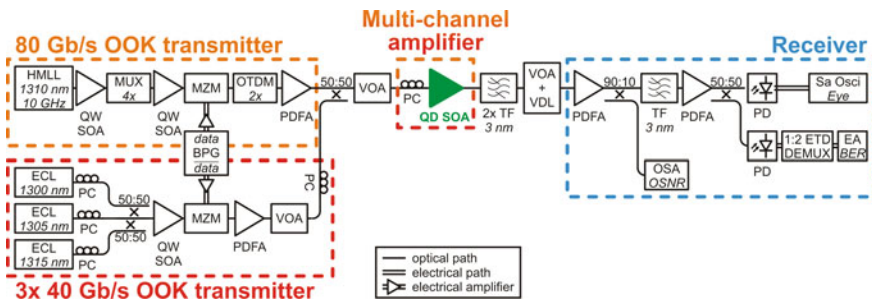 80 Gb/s OOK transmitter
HMLL
1310 nm
10 GHz
QW
SOA
MUX
4x
QW
SOA
MZM
OTDM
2x
PDFA
50:50
VOA
Multi-channel
amplifier
PC
QD SOA
2x TF
3 nm
VOA
+
VDL
Receiver
PDFA
90:10
TF
3 nm
PDFA
50:50
PD
Sa Osci
Eye
OSA
OSNR
PD
1:2 ETD
DEMUX
EA
BER
data
BPG
data
ECL
1300 nm
PC
ECL
1305 nm
PC
ECL
1315 nm
PC
50:50
50:50
QW
SOA
MZM
PDFA
VOA
PC
3x 40 Gb/s OOK transmitter
optical path
electrical path
electrical amplifier